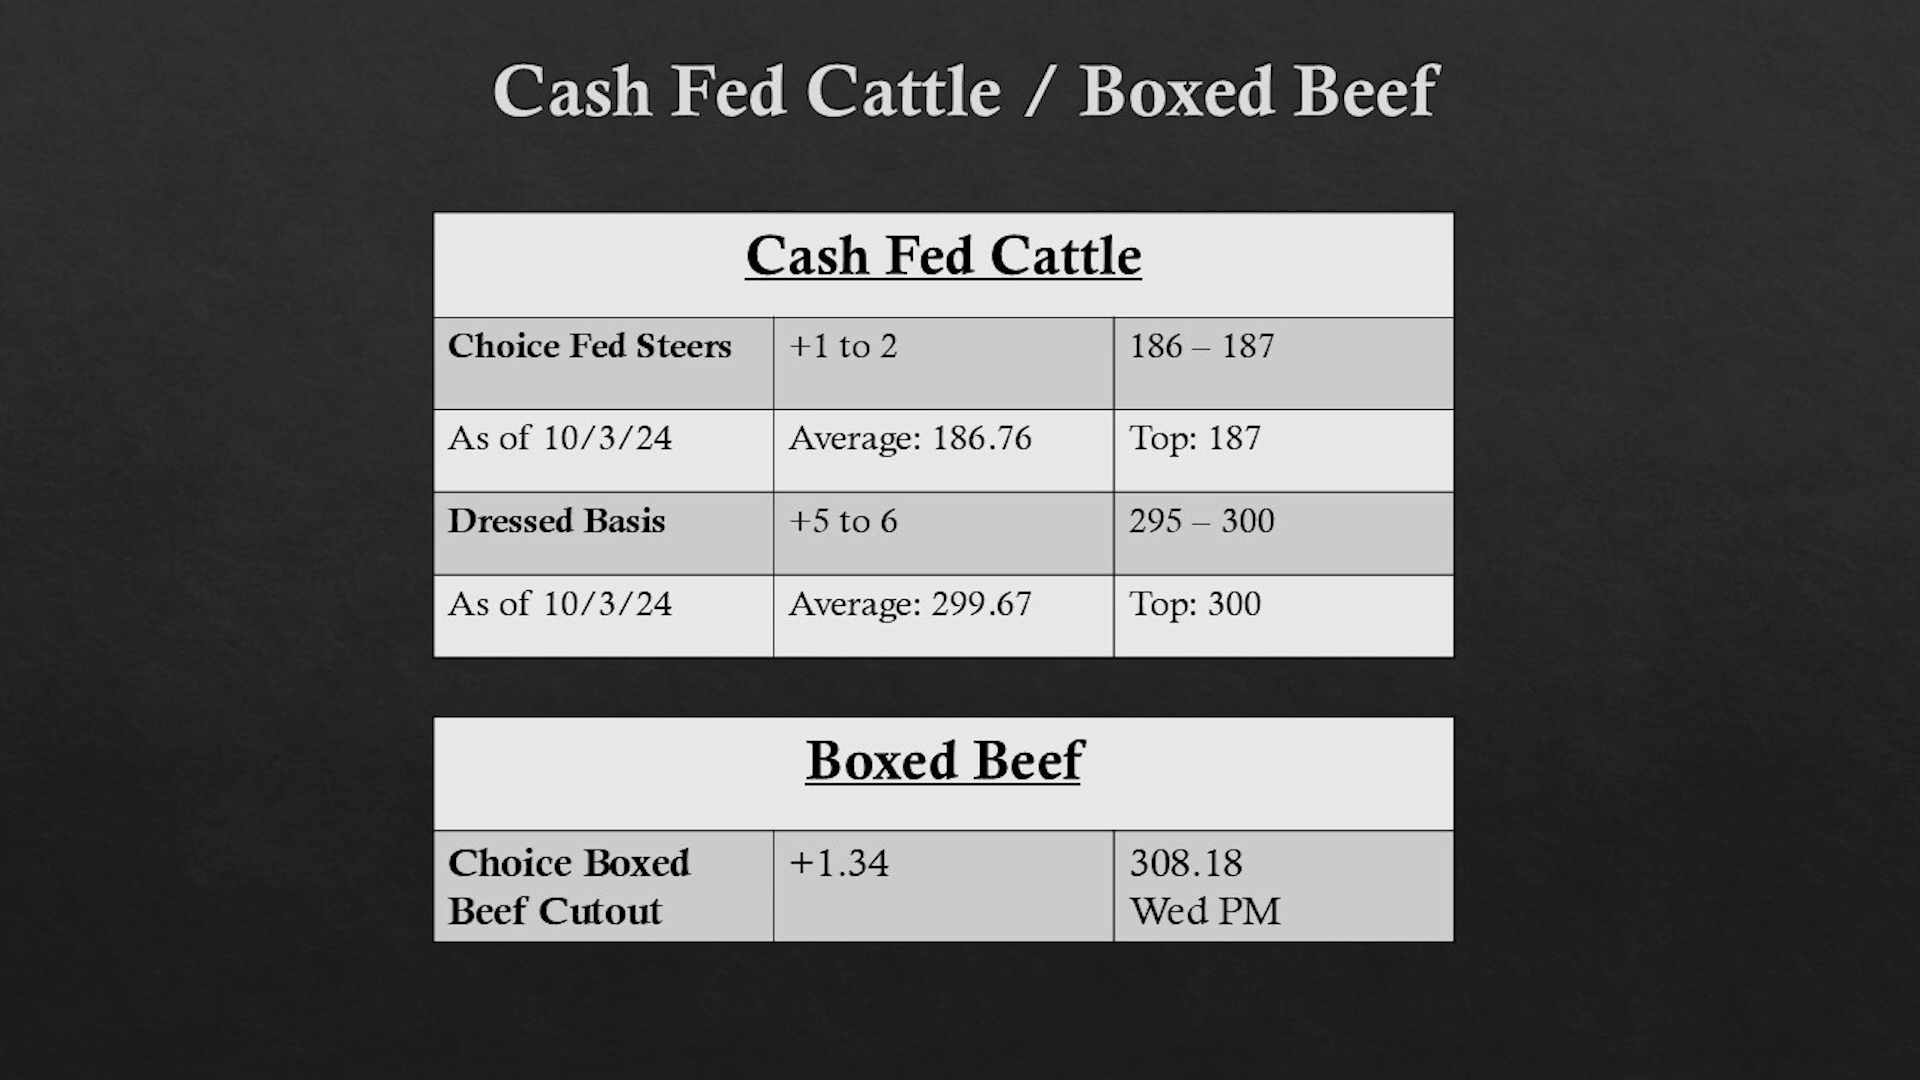 Cash Fed Cattle / Boxed Beef
Cash Fed Cattle
Choice Fed Steers +1 to 2 186 – 187
As of 10/3/24 Average: 186.76 Top: 187
Dressed Basis +5 to 6 295 – 300
As of 10/3/24 Average: 299.67 Top: 300
Boxed Beef
Choice Boxed +1.34 308.18
Beef Cutout Wed PM